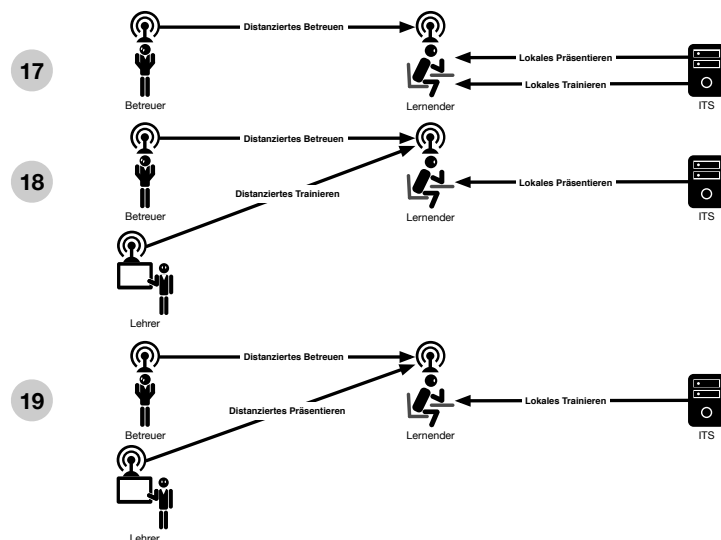 Distanziertes Betreuen
17
Lokales Präsentieren
Lokales Trainieren
Betreuer
Lernender
ITS
Distanziertes Betreuen
18
Lokales Präsentieren
Distanziertes Trainieren
Betreuer
Lernender
ITS
Lehrer
Distanziertes Betreuen
19
Lokales Trainieren
Distanziertes Präsentieren
Betreuer
Lernender
ITS
Lehrer